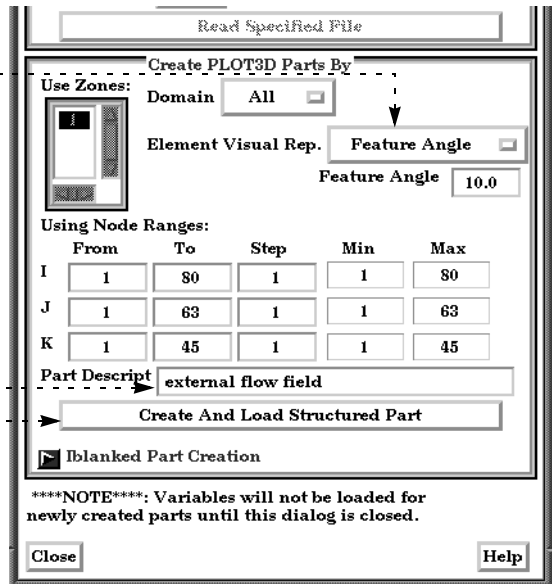 Read Specified File
Create PLOT3D Parts By
Use Zones:
Domain All
1
Element Visual Rep. Feature Angle
Feature Angle 10.0
Using Node Ranges:
From To Step Min Max
I 1 80 1 1 80
J 1 63 1 1 63
K 1 45 1 1 45
Part Descript external flow field
Create And Load Structured Part
Iblanked Part Creation
****NOTE****: Variables will not be loaded for
newly created parts until this dialog is closed.
Close Help